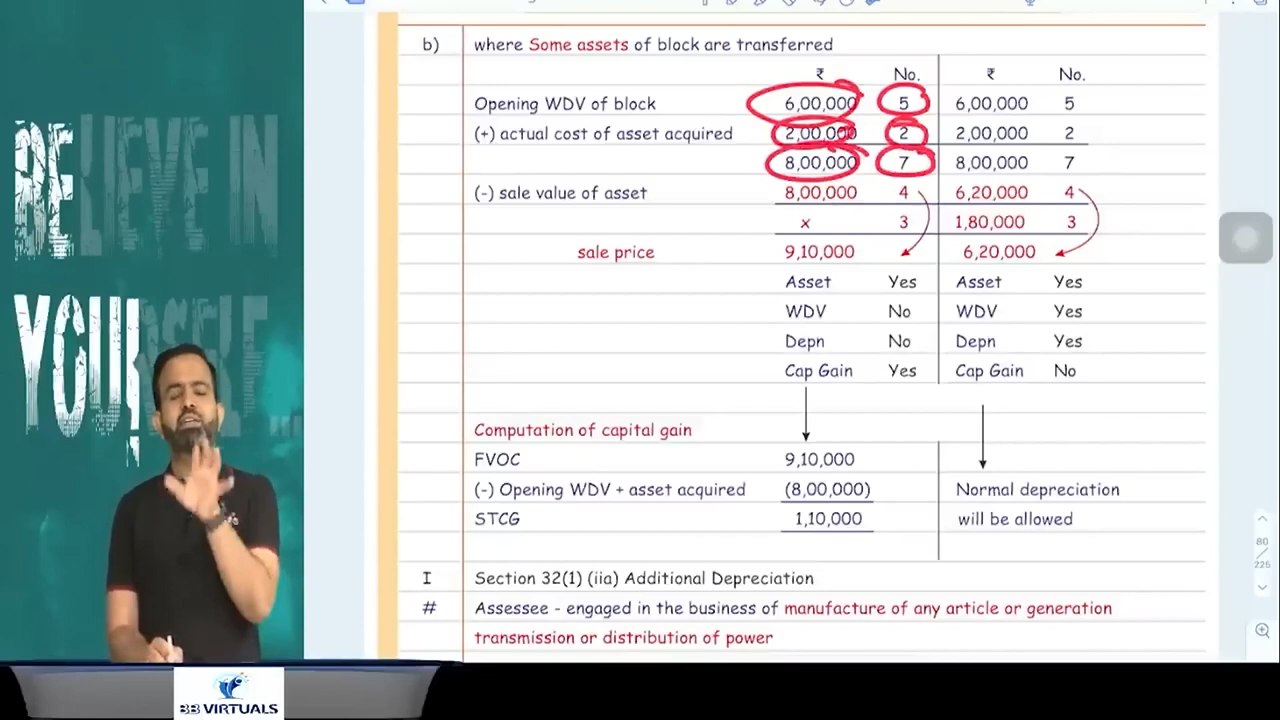 BELIEVE IN
YOURSELF...
b) where Some assets of block are transferred
₹ No. ₹ No.
Opening WDV of block 6,00,000 5 6,00,000 5
(+) actual cost of asset acquired 2,00,000 2 2,00,000 2
8,00,000 7 8,00,000 7
(-) sale value of asset 8,00,000 4 6,20,000 4
x 3 1,80,000 3
sale price 9,10,000 6,20,000
Asset Yes Asset Yes
WDV No WDV Yes
Depn No Depn Yes
Cap Gain Yes Cap Gain No
Computation of capital gain
FVOC 9,10,000
(-) Opening WDV + asset acquired (8,00,000) Normal depreciation
STCG 1,10,000 will be allowed
I Section 32(1) (iia) Additional Depreciation
# Assessee - engaged in the business of manufacture of any article or generation
transmission or distribution of power
80
/
225
BB VIRTUALS